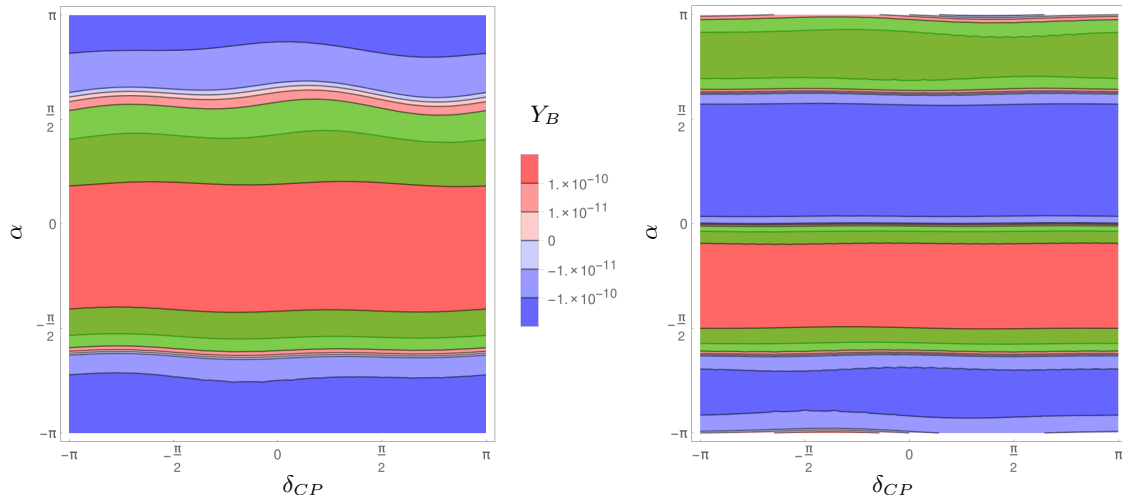 π
π/2
0
-π/2
-π
α
-π
-π/2
0
π/2
π
δ_CP
Y_B
1.×10⁻¹⁰
1.×10⁻¹¹
0
-1.×10⁻¹¹
-1.×10⁻¹⁰
π
π/2
0
-π/2
-π
α
-π
-π/2
0
π/2
π
δ_CP